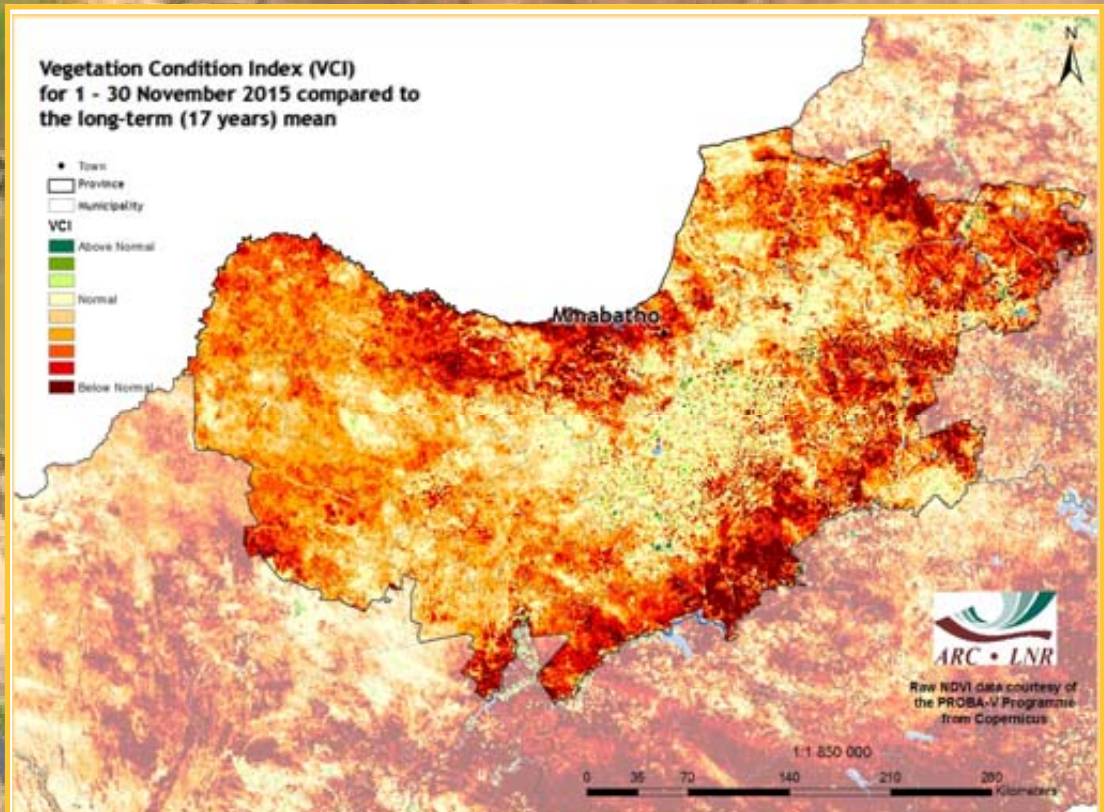 Vegetation Condition Index (VCI)
for 1 - 30 November 2015 compared to
the long-term (17 years) mean
N
Town
Province
Municipality
VCI
Above Normal
Normal
Below Normal
Mmabatho
ARC • LNR
Raw NDVI data courtesy of
the PROBA-V Programme
from Copernicus
1:1 850 000
0 35 70 140 210 280
Kilometers